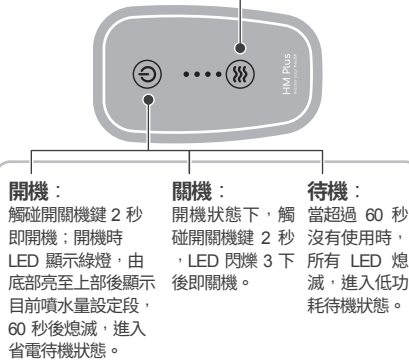 HM Plus
開機：
觸碰開關機鍵 2 秒
即開機；開機時
LED 顯示綠燈，由
底部亮至上部後顯示
目前噴水量設定段，
60 秒後熄滅，進入
省電待機狀態。
關機：
開機狀態下，觸
碰開關機鍵 2 秒
，LED 閃爍 3 下
後即關機。
待機：
當超過 60 秒
沒有使用時，
所有 LED 熄
滅，進入低功
耗待機狀態。